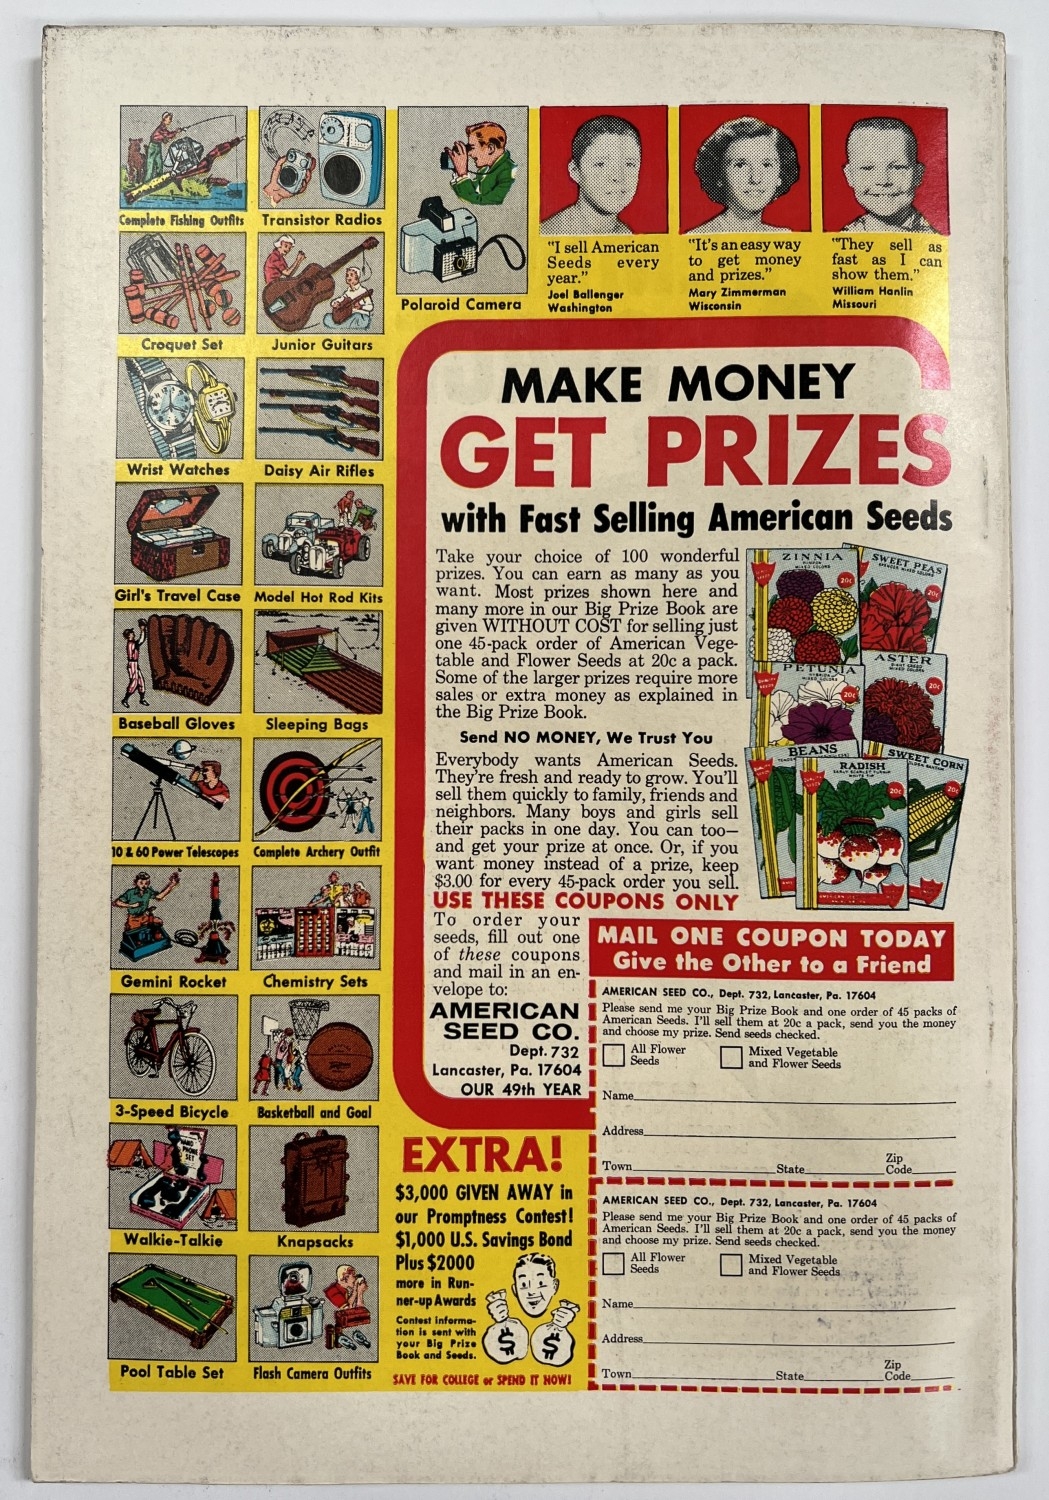 Complete Fishing Outfits
Transistor Radios
Polaroid Camera
"I sell American
Seeds every
year."
Joel Ballenger
Washington
"It's an easy way
to get money
and prizes."
Mary Zimmerman
Wisconsin
"They sell as
fast as I can
show them."
William Hanlin
Missouri
Croquet Set
Junior Guitars
Wrist Watches
Daisy Air Rifles
Girl's Travel Case
Model Hot Rod Kits
Baseball Gloves
Sleeping Bags
10 & 60 Power Telescopes
Complete Archery Outfit
Gemini Rocket
Chemistry Sets
3-Speed Bicycle
Basketball and Goal
HAND
PHONE
SET
Walkie-Talkie
Knapsacks
Pool Table Set
Flash Camera Outfits
MAKE MONEY
GET PRIZES
with Fast Selling American Seeds
Take your choice of 100 wonderful
prizes. You can earn as many as you
want. Most prizes shown here and
many more in our Big Prize Book are
given WITHOUT COST for selling just
one 45-pack order of American Vege-
table and Flower Seeds at 20c a pack.
Some of the larger prizes require more
sales or extra money as explained in
the Big Prize Book.
Send NO MONEY, We Trust You
Everybody wants American Seeds.
They're fresh and ready to grow. You'll
sell them quickly to family, friends and
neighbors. Many boys and girls sell
their packs in one day. You can too—
and get your prize at once. Or, if you
want money instead of a prize, keep
$3.00 for every 45-pack order you sell.
USE THESE COUPONS ONLY
To order your
seeds, fill out one
of these coupons
and mail in an en-
velope to:
AMERICAN
SEED CO.
Dept. 732
Lancaster, Pa. 17604
OUR 49th YEAR
ZINNIA
MIXED COLORS
20c
SWEET PEAS
SPENCER MIXED COLORS
20c
PETUNIA
MIXED COLORS
ASTER
MIXED COLORS
20c
BEANS
RADISH
EARLY SCARLET TURNIP
WHITE TIP
20c
SWEET CORN
20c
MAIL ONE COUPON TODAY
Give the Other to a Friend
AMERICAN SEED CO., Dept. 732, Lancaster, Pa. 17604
Please send me your Big Prize Book and one order of 45 packs of
American Seeds. I'll sell them at 20c a pack, send you the money
and choose my prize. Send seeds checked.
All Flower
Seeds
Mixed Vegetable
and Flower Seeds
Name
Address
Town State Zip
Code
AMERICAN SEED CO., Dept. 732, Lancaster, Pa. 17604
Please send me your Big Prize Book and one order of 45 packs of
American Seeds. I'll sell them at 20c a pack, send you the money
and choose my prize. Send seeds checked.
All Flower
Seeds
Mixed Vegetable
and Flower Seeds
Name
Address
Town State Zip
Code
EXTRA!
$3,000 GIVEN AWAY in
our Promptness Contest!
$1,000 U.S. Savings Bond
Plus $2000
more in Run-
ner-up Awards
Contest informa-
tion is sent with
your Big Prize
Book and Seeds.
$ $
SAVE FOR COLLEGE or SPEND IT NOW!